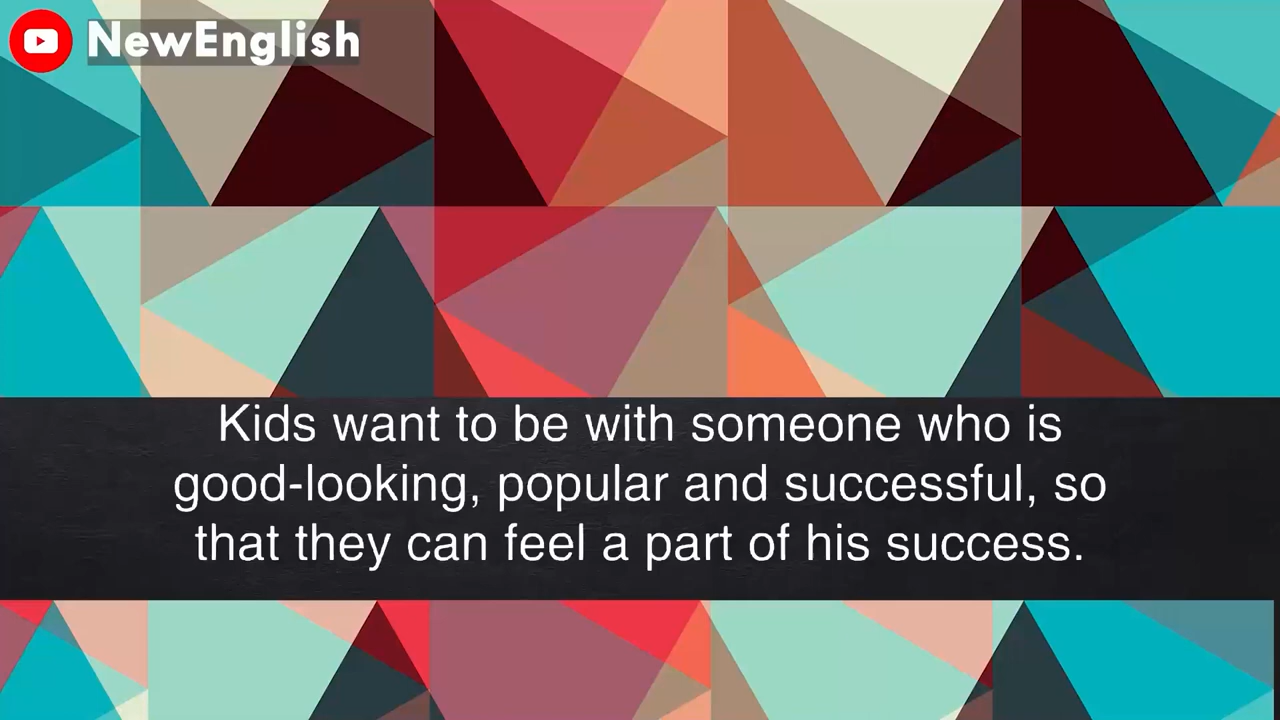 NewEnglish
Kids want to be with someone who is
good-looking, popular and successful, so
that they can feel a part of his success.